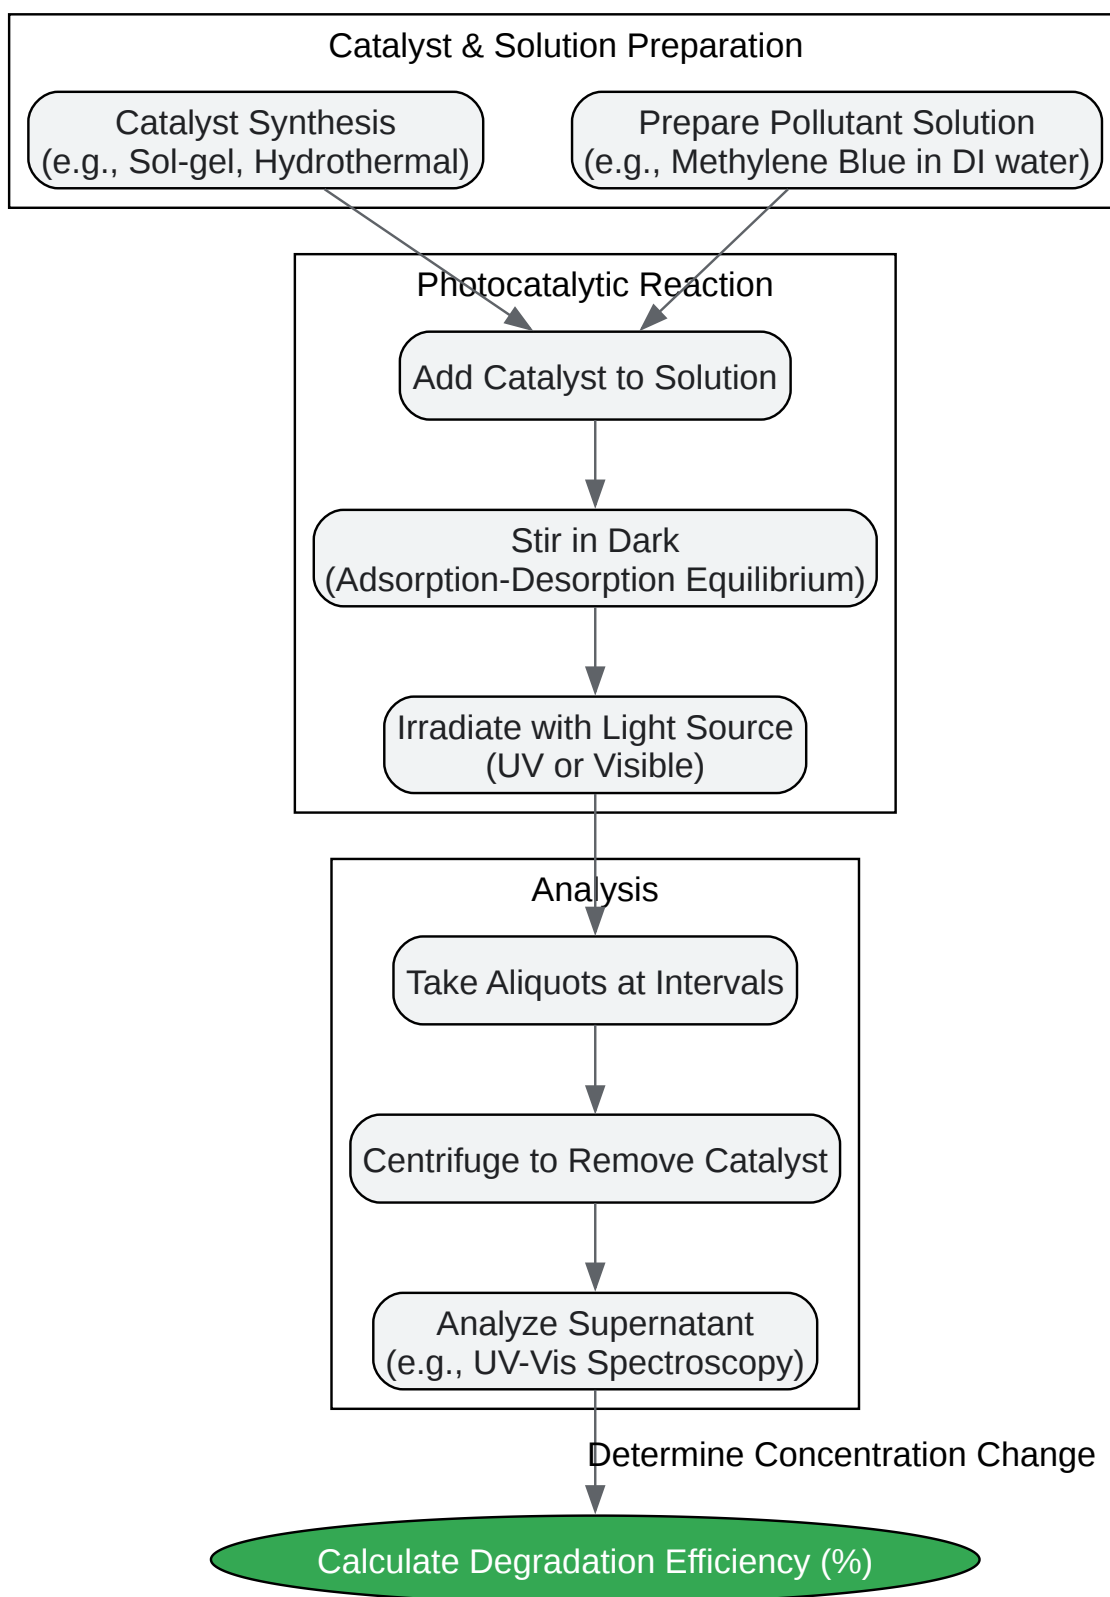 Catalyst & Solution Preparation
Catalyst Synthesis
(e.g., Sol-gel, Hydrothermal)
Prepare Pollutant Solution
(e.g., Methylene Blue in DI water)
Photocatalytic Reaction
Add Catalyst to Solution
Stir in Dark
(Adsorption-Desorption Equilibrium)
Irradiate with Light Source
(UV or Visible)
Analysis
Take Aliquots at Intervals
Centrifuge to Remove Catalyst
Analyze Supernatant
(e.g., UV-Vis Spectroscopy)
Determine Concentration Change
Calculate Degradation Efficiency (%)